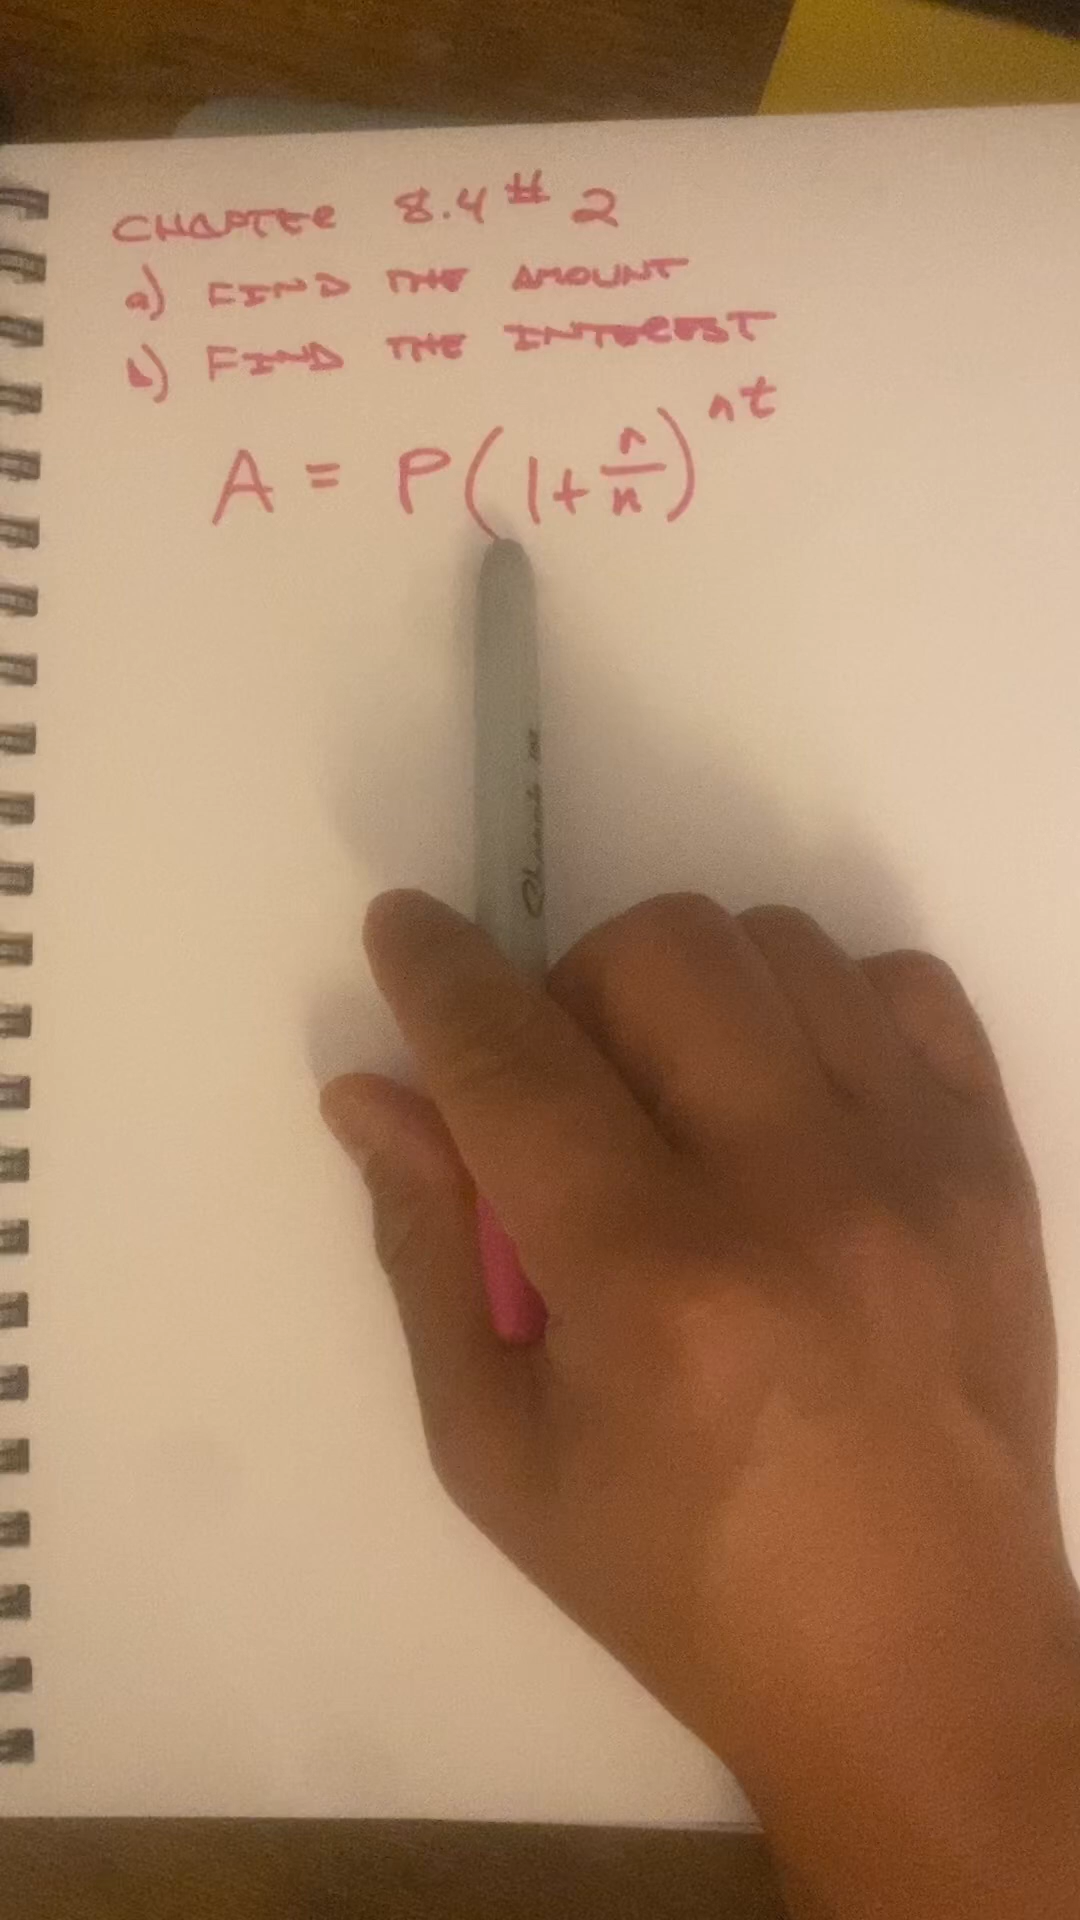 CHAPTER 8.4 # 2
a) FIND THE AMOUNT
b) FIND THE INTEREST
A = P(1+r/n)^nt